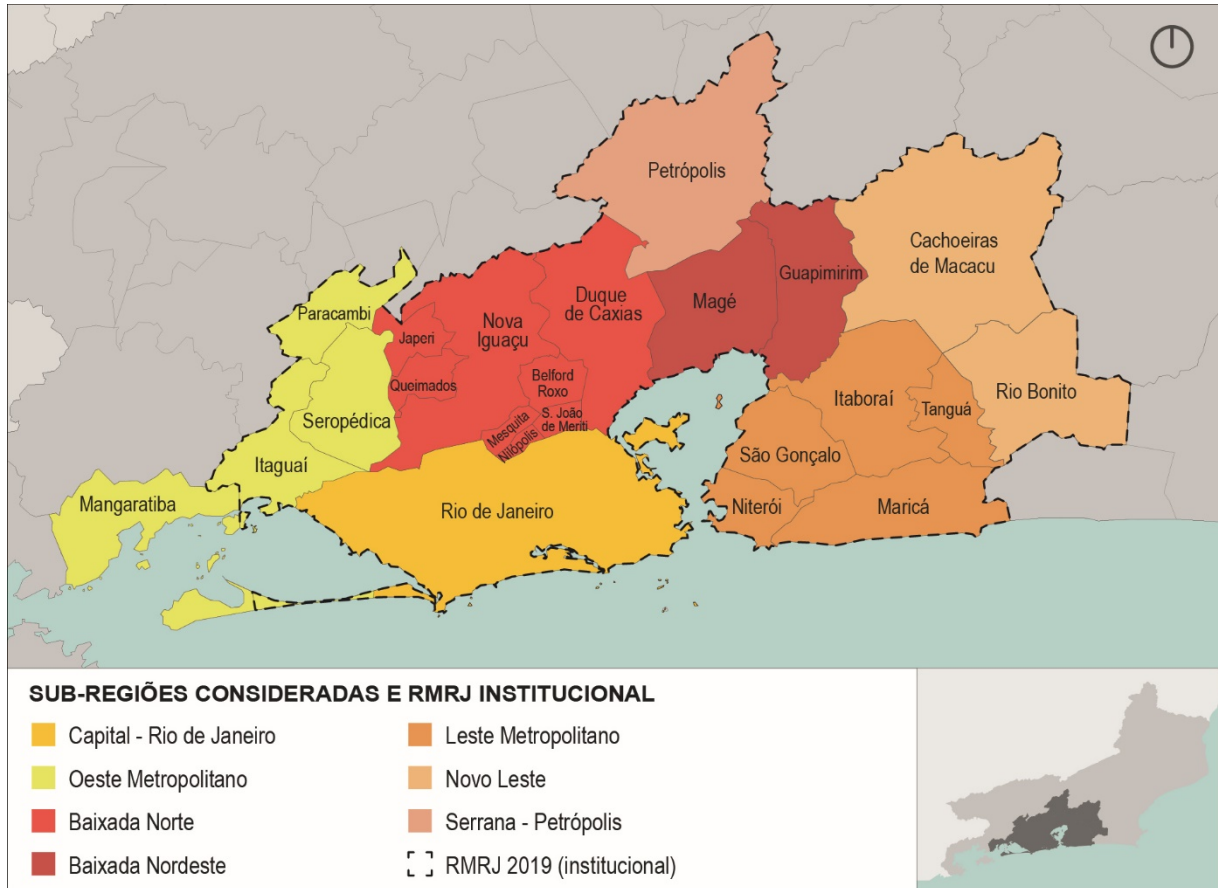 Petrópolis
Cachoeiras
de Macacu
Guapimirim
Magé
Duque
de Caxias
Paracambi
Nova
Iguaçu
Japeri
Queimados
Belford
Roxo
Itaboraí
Rio Bonito
Tanguá
Seropédica
Mesquita
S. João
de Meriti
Nilópolis
São Gonçalo
Itaguaí
Mangaratiba
Rio de Janeiro
Niterói
Maricá
SUB-REGIÕES CONSIDERADAS E RMRJ INSTITUCIONAL
Capital - Rio de Janeiro
Oeste Metropolitano
Baixada Norte
Baixada Nordeste
Leste Metropolitano
Novo Leste
Serrana - Petrópolis
RMRJ 2019 (institucional)